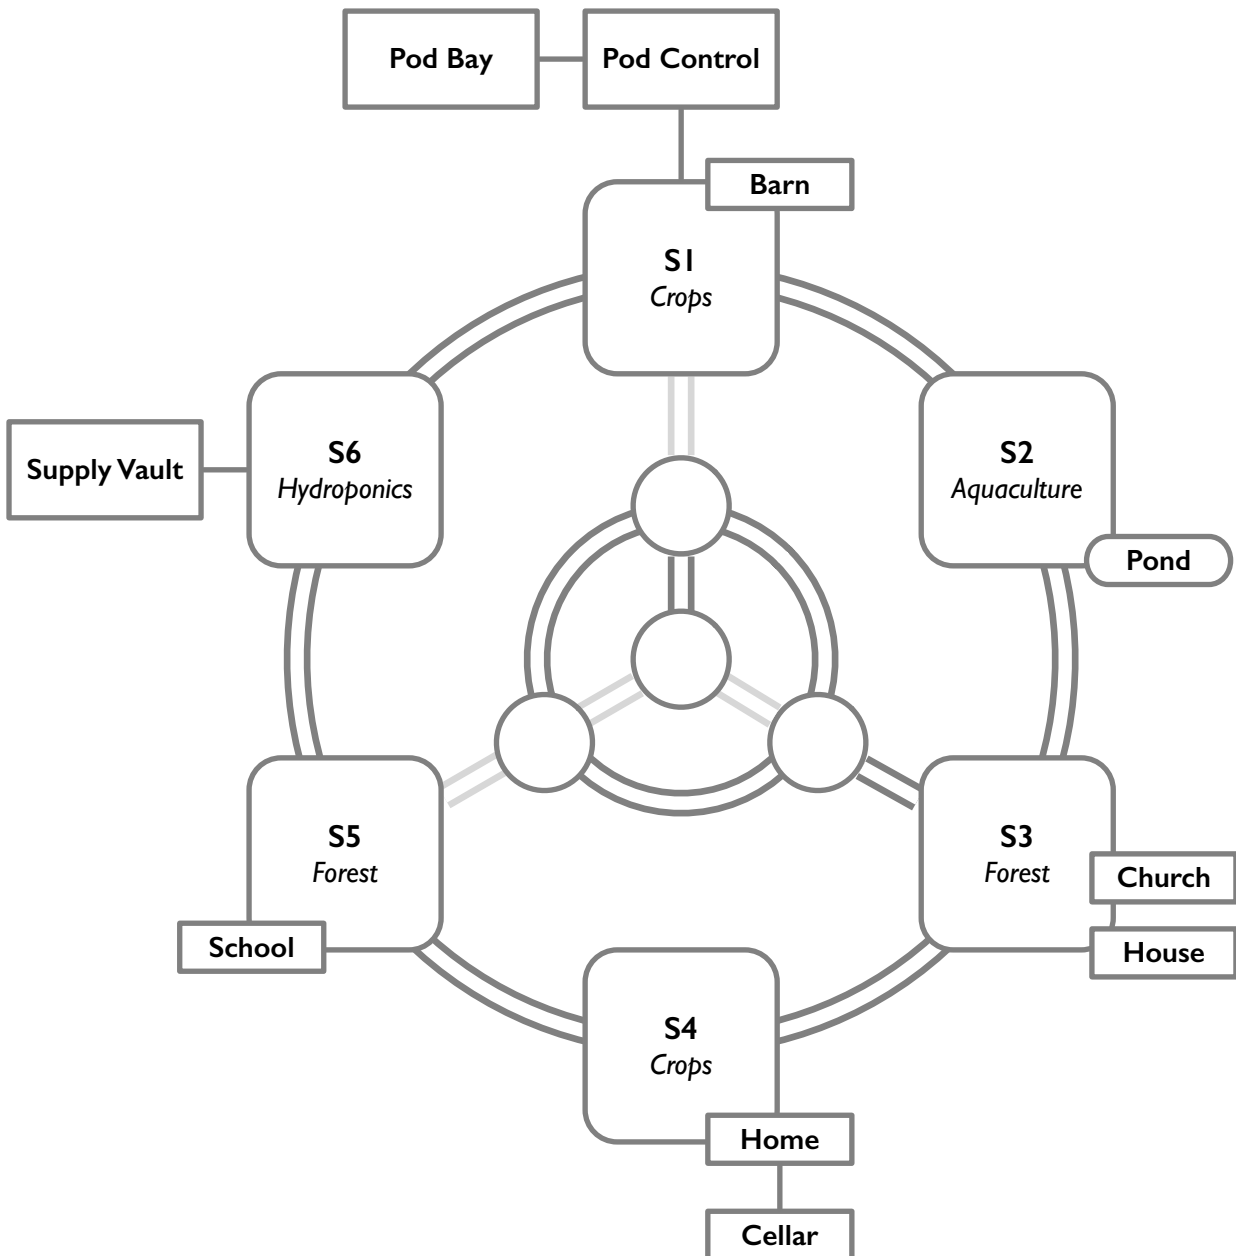 Pod Bay
Pod Control
Barn
S1
Crops
S6
Hydroponics
Supply Vault
S2
Aquaculture
Pond
S5
Forest
School
S3
Forest
Church
House
S4
Crops
Home
Cellar